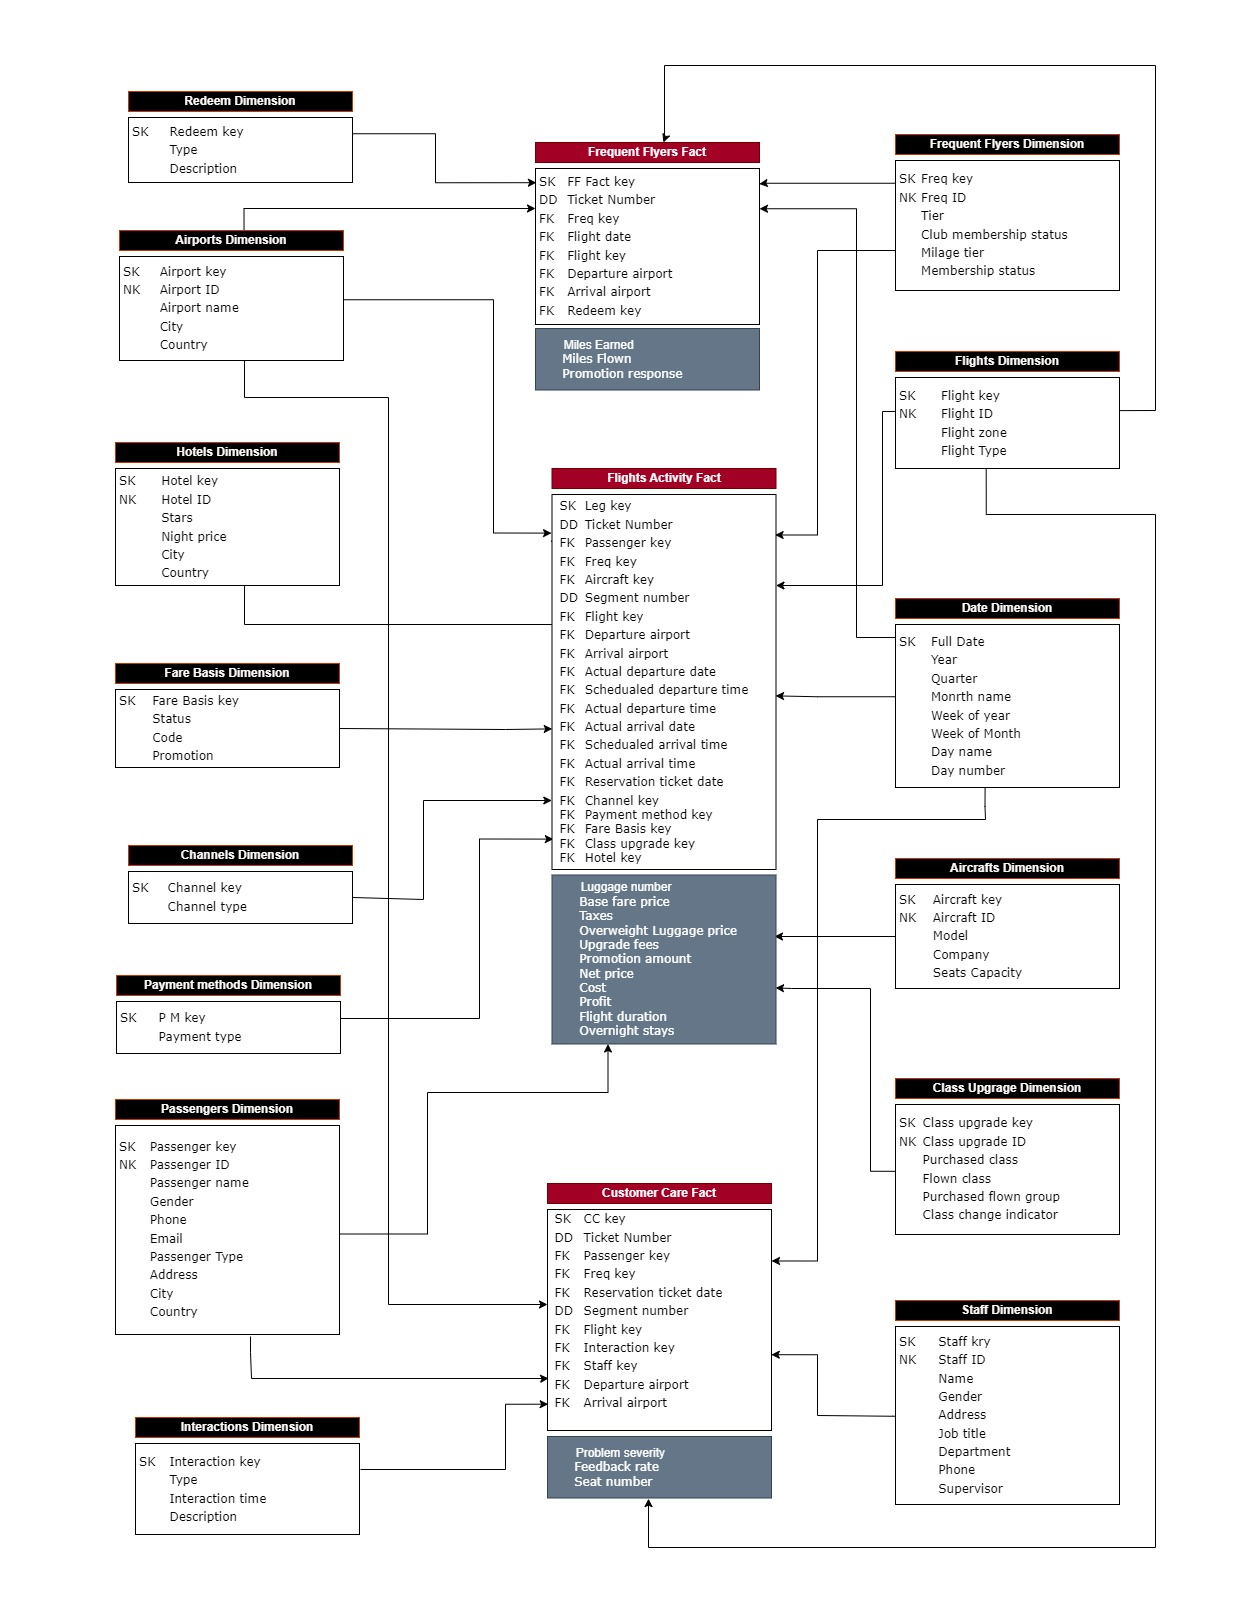 Redeem Dimension
SK Redeem key
Type
Description
Airports Dimension
SK Airport key
NK Airport ID
Airport name
City
Country
Hotels Dimension
SK Hotel key
NK Hotel ID
Stars
Night price
City
Country
Fare Basis Dimension
SK Fare Basis key
Status
Code
Promotion
Channels Dimension
SK Channel key
Channel type
Payment methods Dimension
SK P M key
Payment type
Passengers Dimension
SK Passenger key
NK Passenger ID
Passenger name
Gender
Phone
Email
Passenger Type
Address
City
Country
Interactions Dimension
SK Interaction key
Type
Interaction time
Description
Frequent Flyers Fact
SK FF Fact key
DD Ticket Number
FK Freq key
FK Flight date
FK Flight key
FK Departure airport
FK Arrival airport
FK Redeem key
Miles Earned
Miles Flown
Promotion response
Flights Activity Fact
SK Leg key
DD Ticket Number
FK Passenger key
FK Freq key
FK Aircraft key
DD Segment number
FK Flight key
FK Departure airport
FK Arrival airport
FK Actual departure date
FK Schedualed departure time
FK Actual departure time
FK Actual arrival date
FK Schedualed arrival time
FK Actual arrival time
FK Reservation ticket date
FK Channel key
FK Payment method key
FK Fare Basis key
FK Class upgrade key
FK Hotel key
Luggage number
Base fare price
Taxes
Overweight Luggage price
Upgrade fees
Promotion amount
Net price
Cost
Profit
Flight duration
Overnight stays
Customer Care Fact
SK CC key
DD Ticket Number
FK Passenger key
FK Freq key
FK Reservation ticket date
DD Segment number
FK Flight key
FK Interaction key
FK Staff key
FK Departure airport
FK Arrival airport
Problem severity
Feedback rate
Seat number
Frequent Flyers Dimension
SK Freq key
NK Freq ID
Tier
Club membership status
Milage tier
Membership status
Flights Dimension
SK Flight key
NK Flight ID
Flight zone
Flight Type
Date Dimension
SK Full Date
Year
Quarter
Monrth name
Week of year
Week of Month
Day name
Day number
Aircrafts Dimension
SK Aircraft key
NK Aircraft ID
Model
Company
Seats Capacity
Class Upgrage Dimension
SK Class upgrade key
NK Class upgrade ID
Purchased class
Flown class
Purchased flown group
Class change indicator
Staff Dimension
SK Staff kry
NK Staff ID
Name
Gender
Address
Job title
Department
Phone
Supervisor